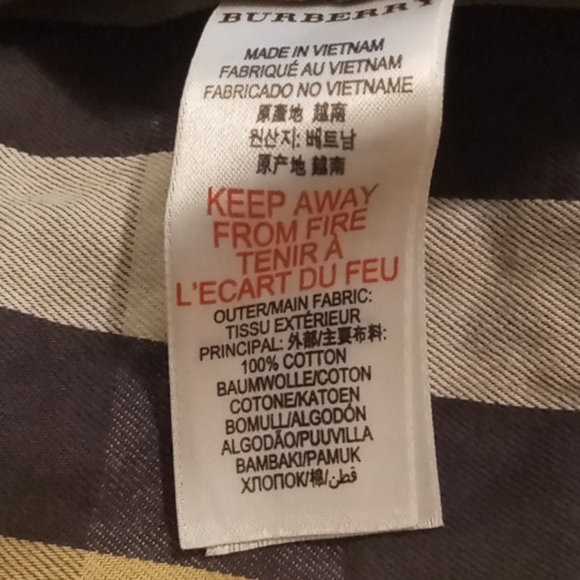 BURBERRY
MADE IN VIETNAM
FABRIQUÉ AU VIETNAM
FABRICADO NO VIETNAME
原產地 越南
원산지: 베트남
原产地 越南
KEEP AWAY
FROM FIRE
TENIR À
L'ECART DU FEU
OUTER/MAIN FABRIC:
TISSU EXTÉRIEUR
PRINCIPAL: 外部/主要布料:
100% COTTON
BAUMWOLLE/COTON
COTONE/KATOEN
BOMULL/ALGODÓN
ALGODÃO/PUUVILLA
BAMBAKI/PAMUK
ХЛОПОК/棉/قطن